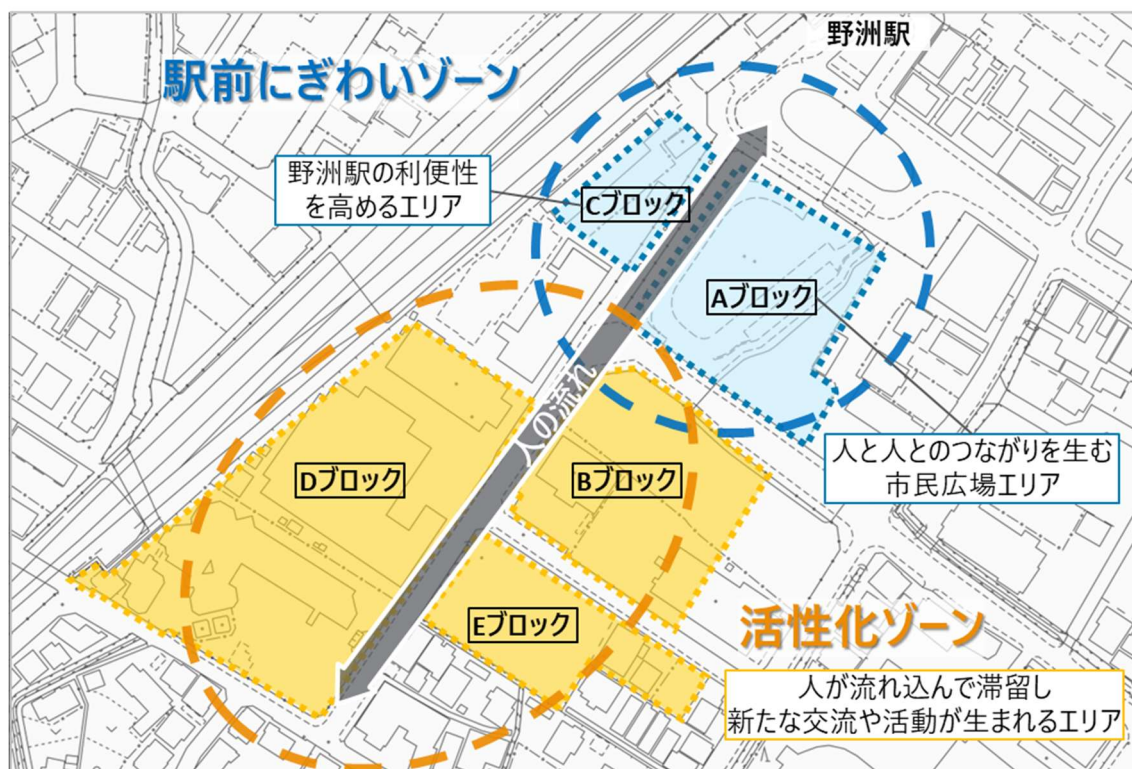 野洲駅
駅前にぎわいゾーン
野洲駅の利便性
を高めるエリア
Cブロック
Aブロック
人の流れ
人と人とのつながりを生む
市民広場エリア
Dブロック
Bブロック
Eブロック
活性化ゾーン
人が流れ込んで滞留し
新たな交流や活動が生まれるエリア